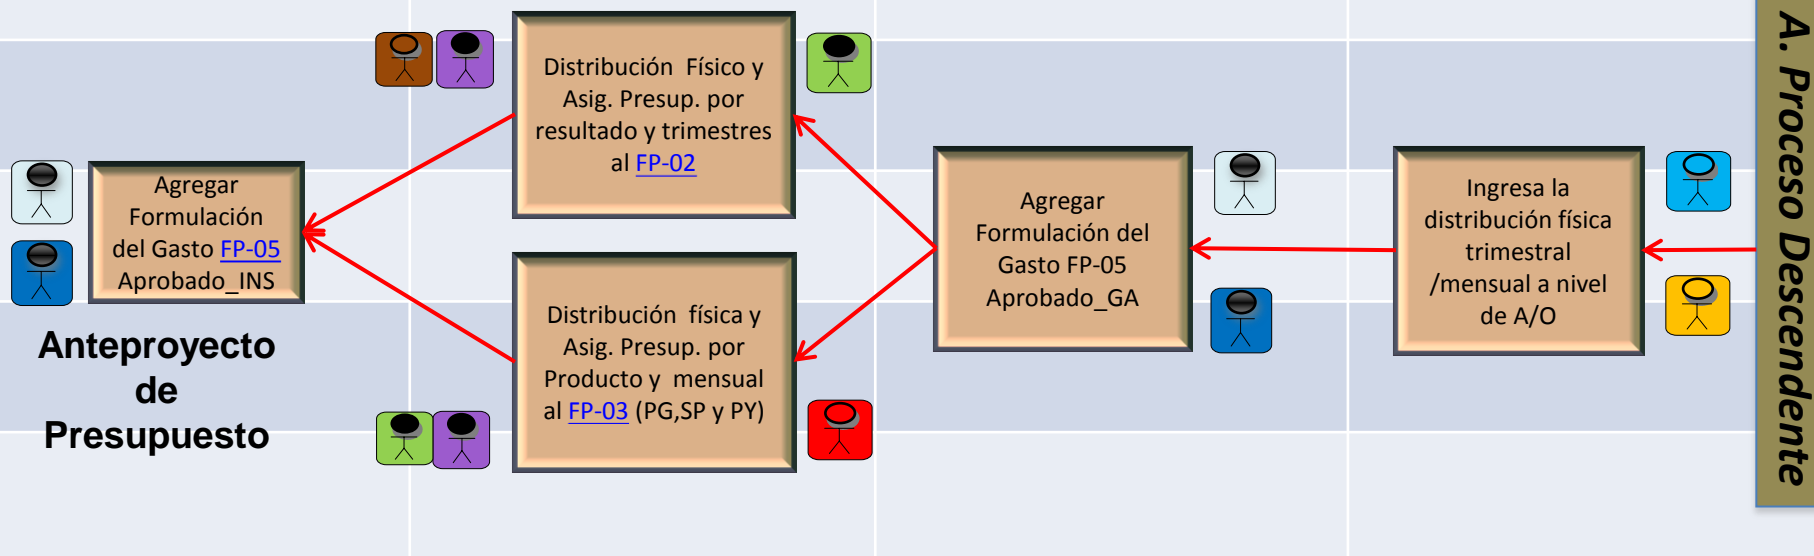 Distribución Físico y
Asig. Presup. por
resultado y trimestres
al FP-02
Agregar
Formulación
del Gasto FP-05
Aprobado_INS
Anteproyecto
de
Presupuesto
Distribución física y
Asig. Presup. por
Producto y mensual
al FP-03 (PG,SP y PY)
Agregar
Formulación del
Gasto FP-05
Aprobado_GA
Ingresa la
distribución física
trimestral
/mensual a nivel
de A/O
A. Proceso Descendente